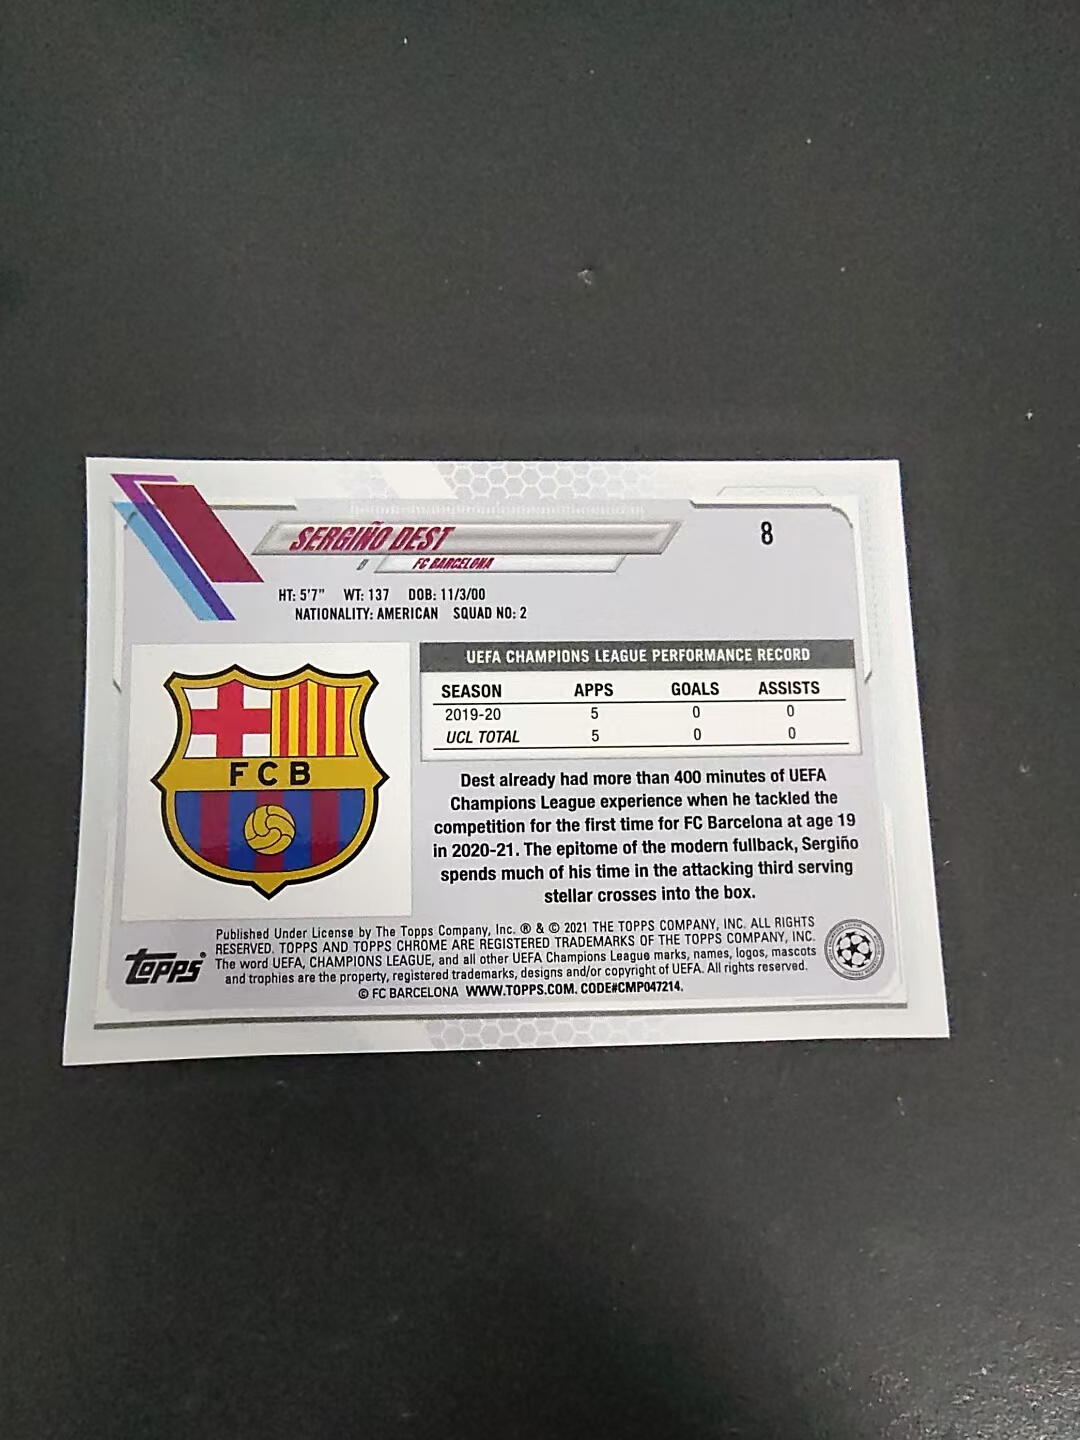 SERGIÑO DEST
8
FC BARCELONA
HT: 5'7" WT: 137 DOB: 11/3/00
NATIONALITY: AMERICAN SQUAD NO: 2
FCB
UEFA CHAMPIONS LEAGUE PERFORMANCE RECORD
SEASON APPS GOALS ASSISTS
2019-20 5 0 0
UCL TOTAL 5 0 0
Dest already had more than 400 minutes of UEFA
Champions League experience when he tackled the
competition for the first time for FC Barcelona at age 19
in 2020-21. The epitome of the modern fullback, Sergiño
spends much of his time in the attacking third serving
stellar crosses into the box.
topps
Published Under License by The Topps Company, Inc. ® & © 2021 THE TOPPS COMPANY, INC. ALL RIGHTS
RESERVED. TOPPS AND TOPPS CHROME ARE REGISTERED TRADEMARKS OF THE TOPPS COMPANY, INC.
The word UEFA, CHAMPIONS LEAGUE, and all other UEFA Champions League marks, names, logos, mascots
and trophies are the property, registered trademarks, designs and/or copyright of UEFA. All rights reserved.
© FC BARCELONA WWW.TOPPS.COM. CODE#CMP047214.